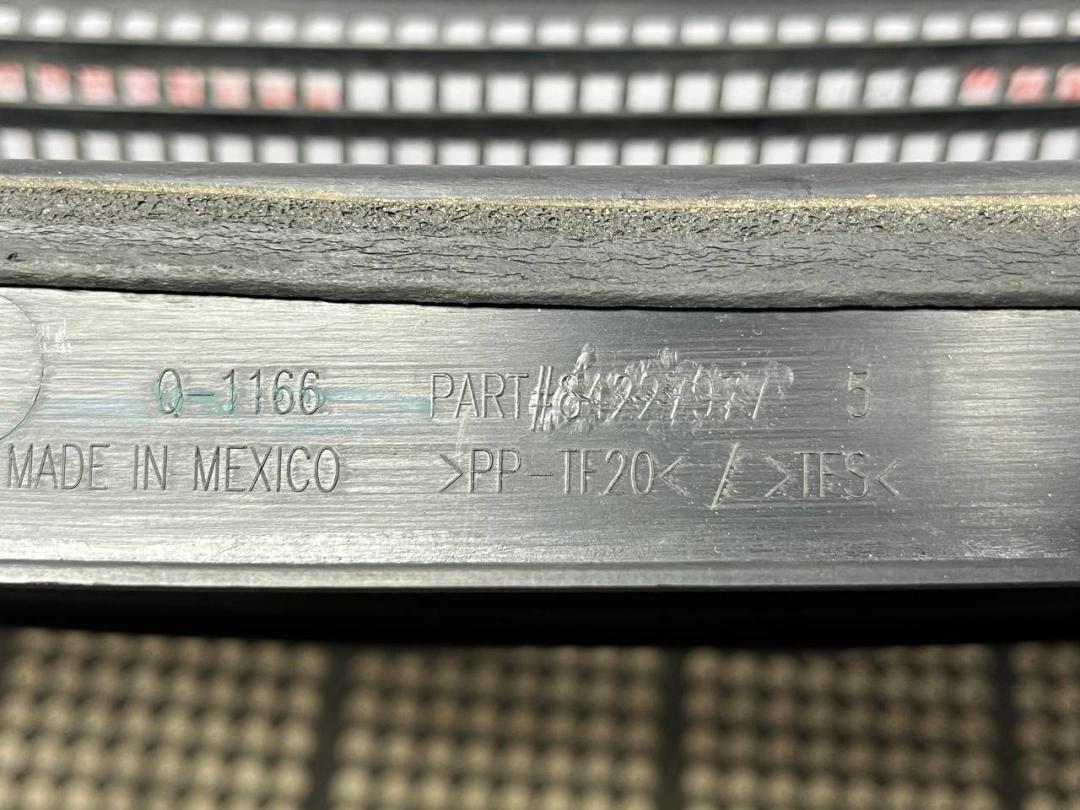 Q-1166 PART# 5
MADE IN MEXICO >PP-TF20< / >TFS<